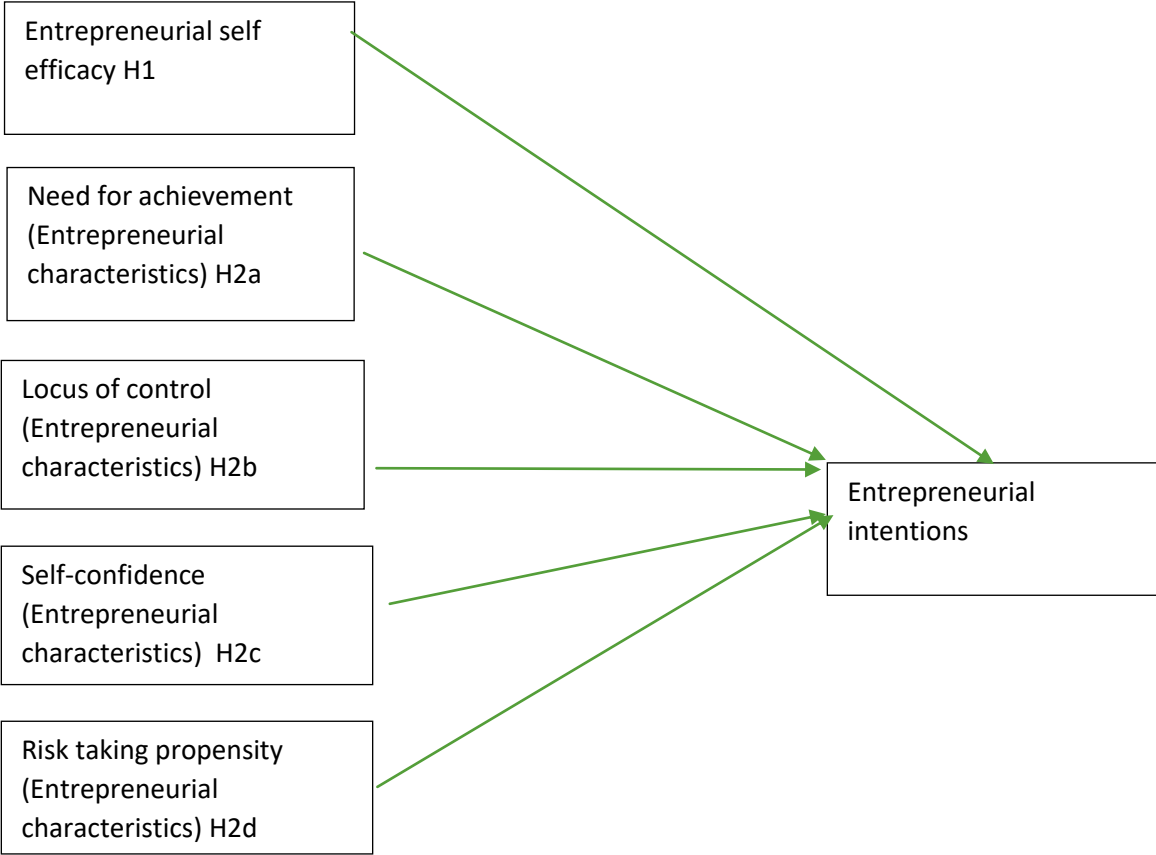 Entrepreneurial self
efficacy H1
Need for achievement
(Entrepreneurial
characteristics) H2a
Locus of control
(Entrepreneurial
characteristics) H2b
Entrepreneurial
intentions
Self-confidence
(Entrepreneurial
characteristics)  H2c
Risk taking propensity
(Entrepreneurial
characteristics) H2d